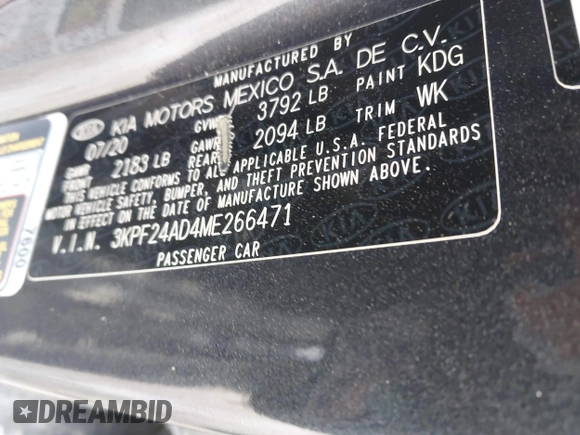 MANUFACTURED BY
KIA KIA MOTORS MEXICO S.A. DE C.V.
07/20 GVWR 3792 LB PAINT KDG
GAWR FRONT 2183 LB GAWR REAR 2094 LB TRIM WK
THIS VEHICLE CONFORMS TO ALL APPLICABLE U.S.A. FEDERAL
MOTOR VEHICLE SAFETY, BUMPER, AND THEFT PREVENTION STANDARDS
IN EFFECT ON THE DATE OF MANUFACTURE SHOWN ABOVE.
V.I.N. 3KPF24AD4ME266471
PASSENGER CAR
7600
DREAMBID